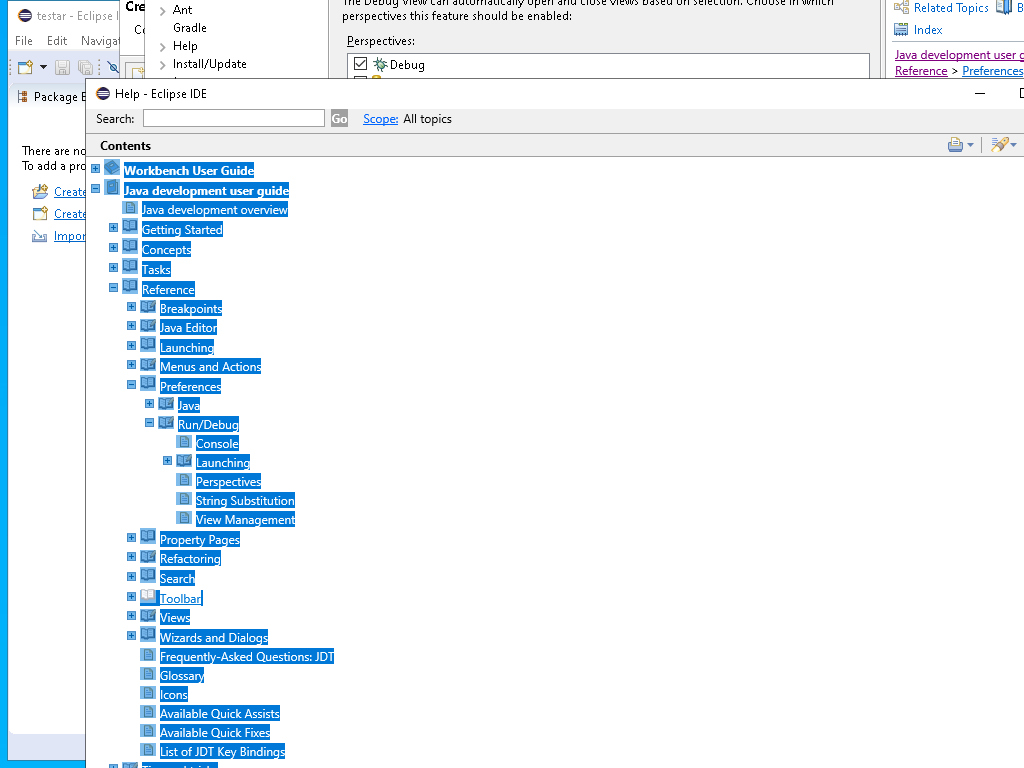 testar - Eclipse I
Cre
Ant
Gradle
Help
Install/Update
The Debug View can automatically open and close views based on selection. Choose in which
perspectives this feature should be enabled:
Perspectives:
Debug
Related Topics
B
Index
Java development user g
Reference > Preferences
File Edit Navigat
Package E
There are no
To add a pro
Create
Create
Impor
Help - Eclipse IDE
Search: Go Scope: All topics
Contents
Workbench User Guide
Java development user guide
Java development overview
Getting Started
Concepts
Tasks
Reference
Breakpoints
Java Editor
Launching
Menus and Actions
Preferences
Java
Run/Debug
Console
Launching
Perspectives
String Substitution
View Management
Property Pages
Refactoring
Search
Toolbar
Views
Wizards and Dialogs
Frequently-Asked Questions: JDT
Glossary
Icons
Available Quick Assists
Available Quick Fixes
List of JDT Key Bindings